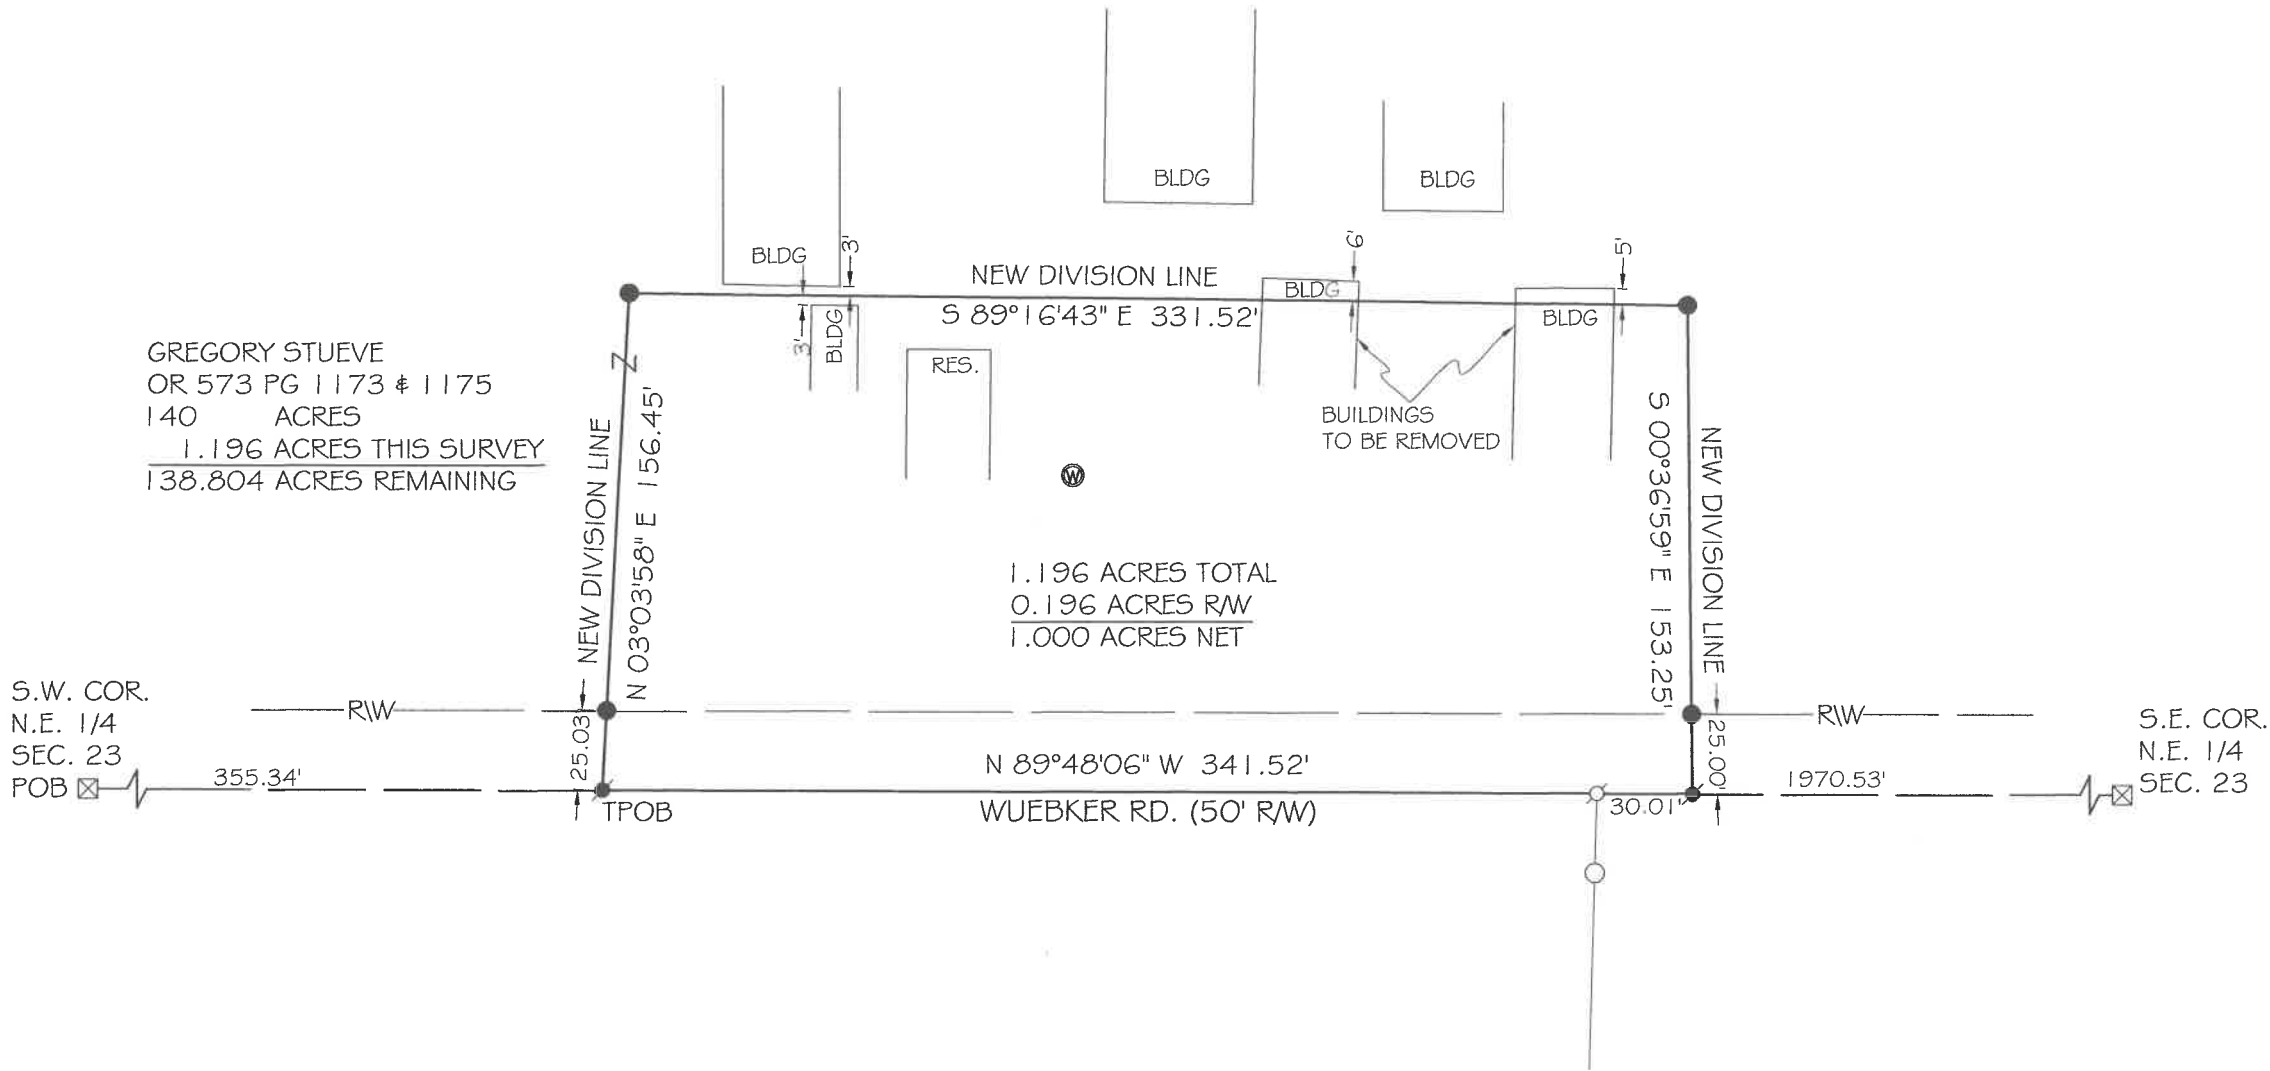 BLDG
BLDG
BLDG
3'
6'
5'
NEW DIVISION LINE
S 89°16'43" E 331.52'
BLDG
BLDG
BLDG
3'
RES.
GREGORY STUEVE
OR 573 PG 1173 & 1175
140 ACRES
1.196 ACRES THIS SURVEY
138.804 ACRES REMAINING
BUILDINGS
TO BE REMOVED
NEW DIVISION LINE
N 03°03'58" E 156.45'
W
S 00°36'59" E 153.25'
NEW DIVISION LINE
1.196 ACRES TOTAL
0.196 ACRES R/W
1.000 ACRES NET
S.W. COR.
N.E. 1/4
SEC. 23
POB
R\W
R\W
25.03'
25.00'
355.34'
N 89°48'06" W 341.52'
1970.53'
S.E. COR.
N.E. 1/4
SEC. 23
TPOB
WUEBKER RD. (50' R/W)
30.01'